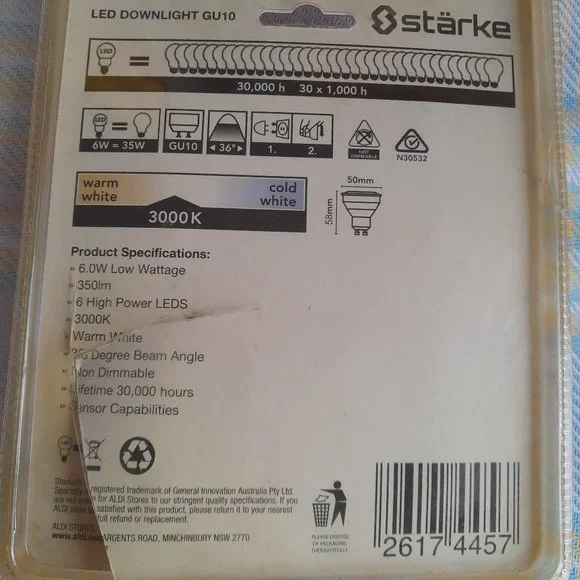 LED DOWNLIGHT GU10
stärke
LED =
30,000 h 30 x 1,000 h
LED =
6W = 35W
GU10
36°
1.
2.
NOT DIMMABLE
N30532
warm white
cold white
3000K
50mm
58mm
Product Specifications:
» 6.0W Low Wattage
» 350lm
» 6 High Power LEDS
» 3000K
Warm White
Degree Beam Angle
» Non Dimmable
» Lifetime 30,000 hours
» Sensor Capabilities
registered trademark of General Innovation Australia Pty Ltd.
for ALDI Stores to our stringent quality specifications. If you
satisfied with this product, please return it to your nearest
full refund or replacement.
ALDI STORES
www.aldi. ARGENTS ROAD, MINCHINBURY NSW 2770
PLEASE DISPOSE
OF PACKAGING
THOUGHTFULLY
2617 4457